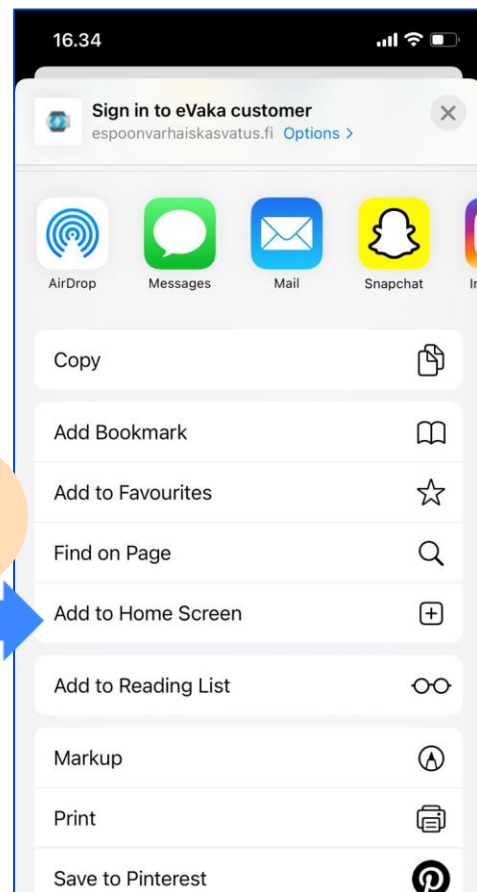 16.34
Sign in to eVaka customer
espoonvarhaiskasvatus.fi Options >
AirDrop Messages Mail Snapchat In
Copy
Add Bookmark
Add to Favourites
Find on Page
Add to Home Screen
Add to Reading List
Markup
Print
Save to Pinterest